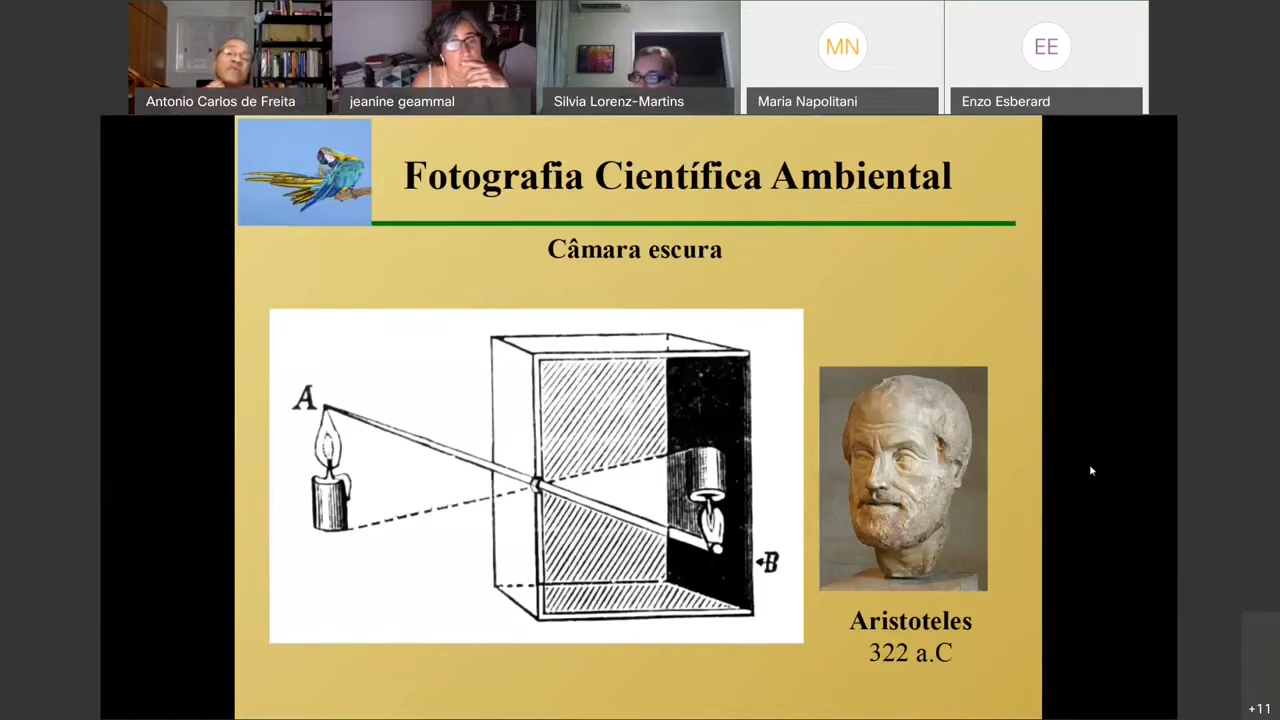 MN
EE
Antonio Carlos de Freita
jeanine geammal
Silvia Lorenz-Martins
Maria Napolitani
Enzo Esberard
Fotografia Científica Ambiental
Câmara escura
A
B
Aristoteles
322 a.C
+11